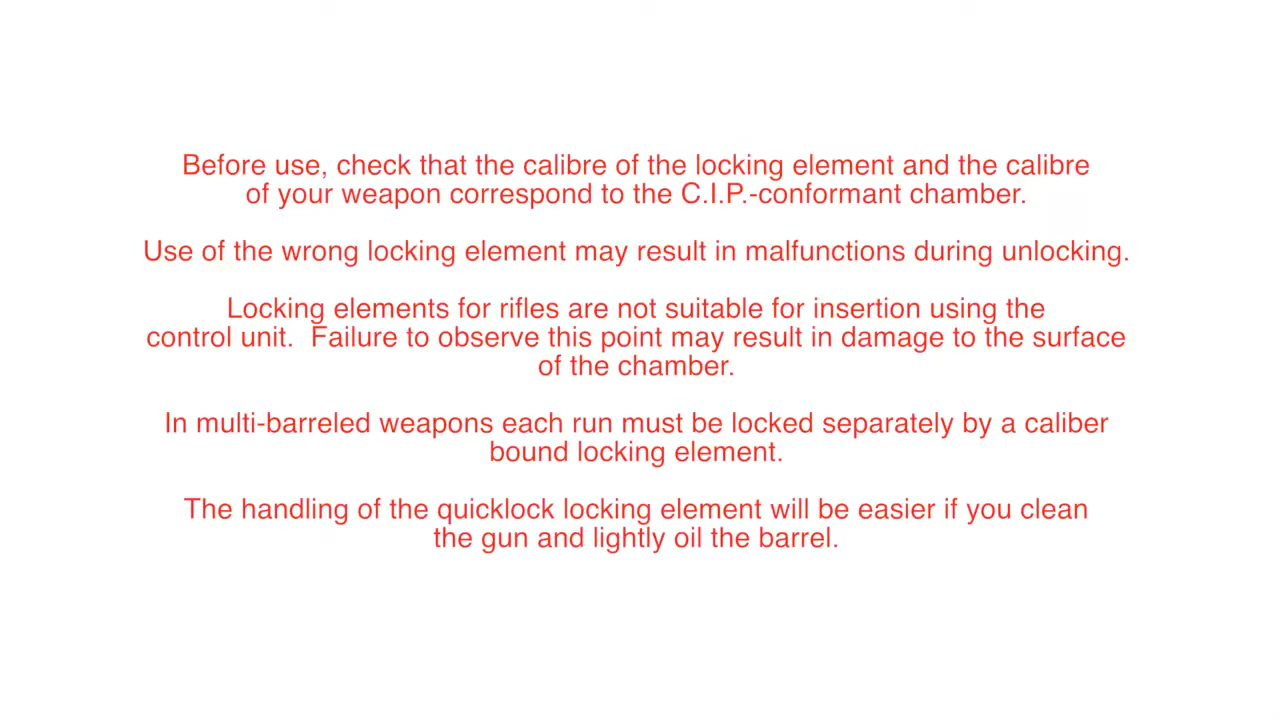 Before use, check that the calibre of the locking element and the calibre
of your weapon correspond to the C.I.P.-conformant chamber.
Use of the wrong locking element may result in malfunctions during unlocking.
Locking elements for rifles are not suitable for insertion using the
control unit.  Failure to observe this point may result in damage to the surface
of the chamber.
In multi-barreled weapons each run must be locked separately by a caliber
bound locking element.
The handling of the quicklock locking element will be easier if you clean
the gun and lightly oil the barrel.